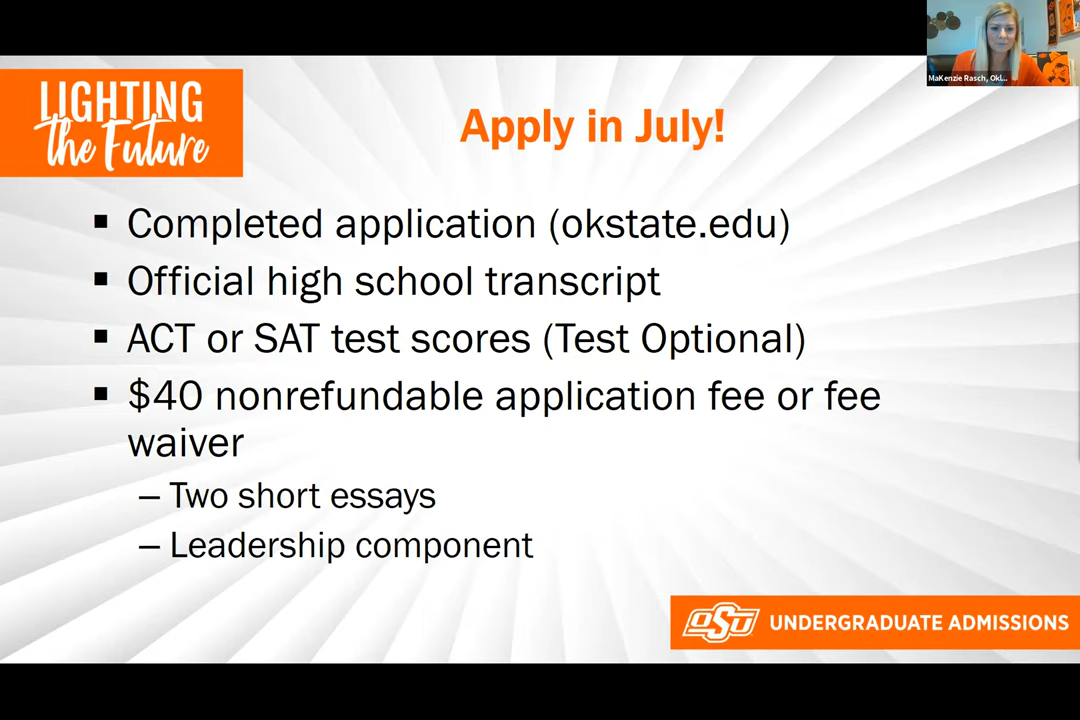 MaKenzie Rasch, Okl...
LIGHTING
the Future
Apply in July!
▪ Completed application (okstate.edu)
▪ Official high school transcript
▪ ACT or SAT test scores (Test Optional)
▪ $40 nonrefundable application fee or fee
waiver
– Two short essays
– Leadership component
OSU UNDERGRADUATE ADMISSIONS